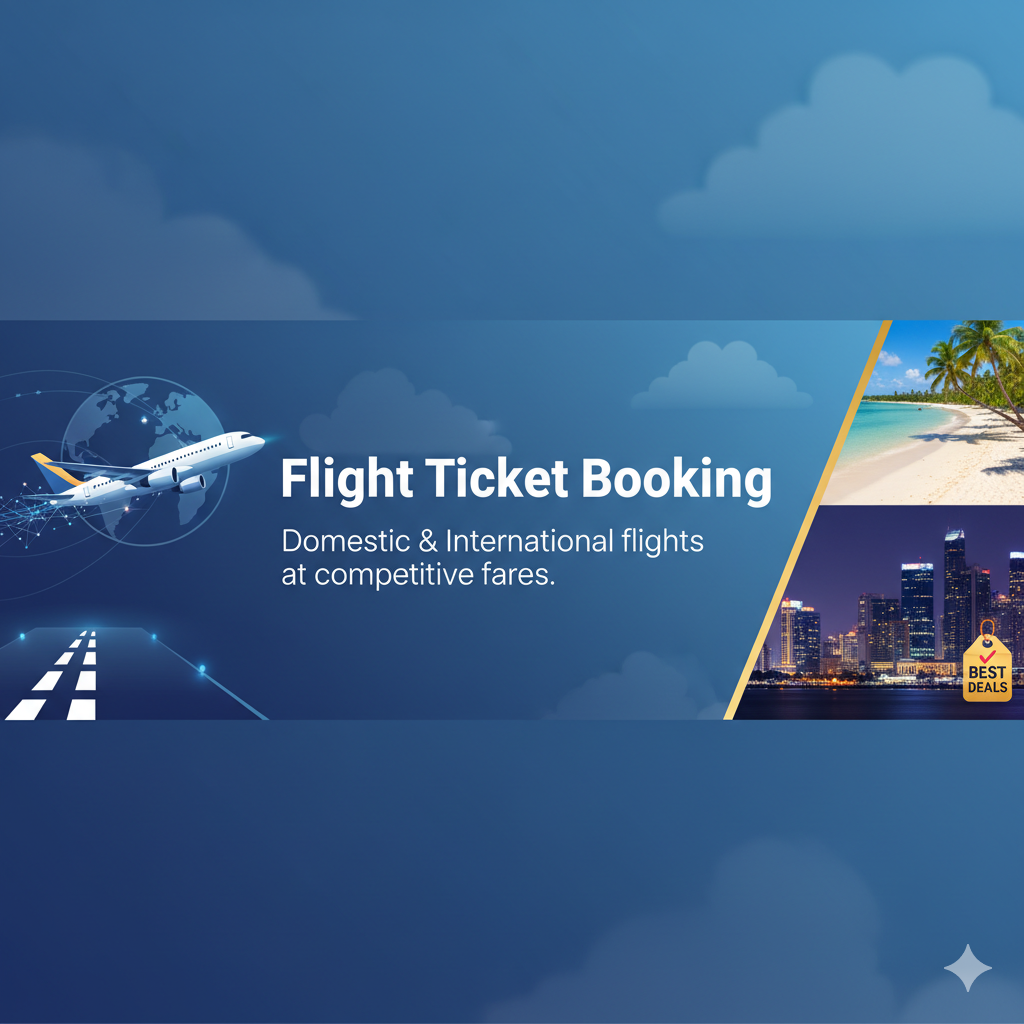 Flight Ticket Booking
Domestic & International flights
at competitive fares.
BEST
DEALS